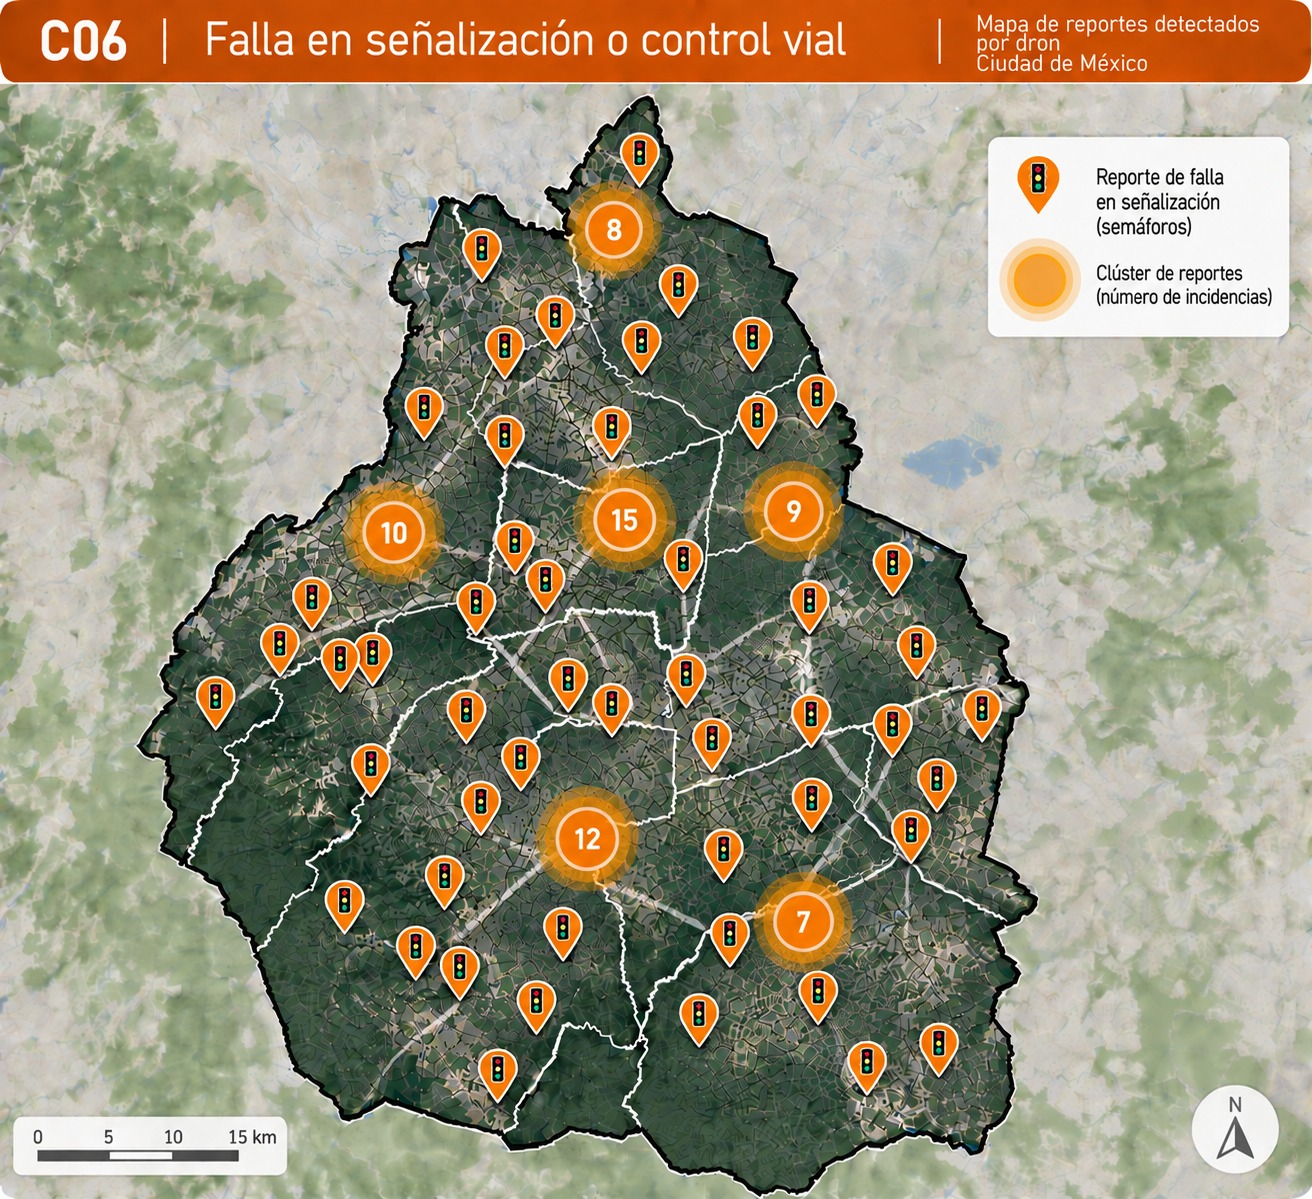 C06
Falla en señalización o control vial
Mapa de reportes detectados
por dron
Ciudad de México
Reporte de falla
en señalización
(semáforos)
Clúster de reportes
(número de incidencias)
8
10
15
9
12
7
0 5 10 15 km
N